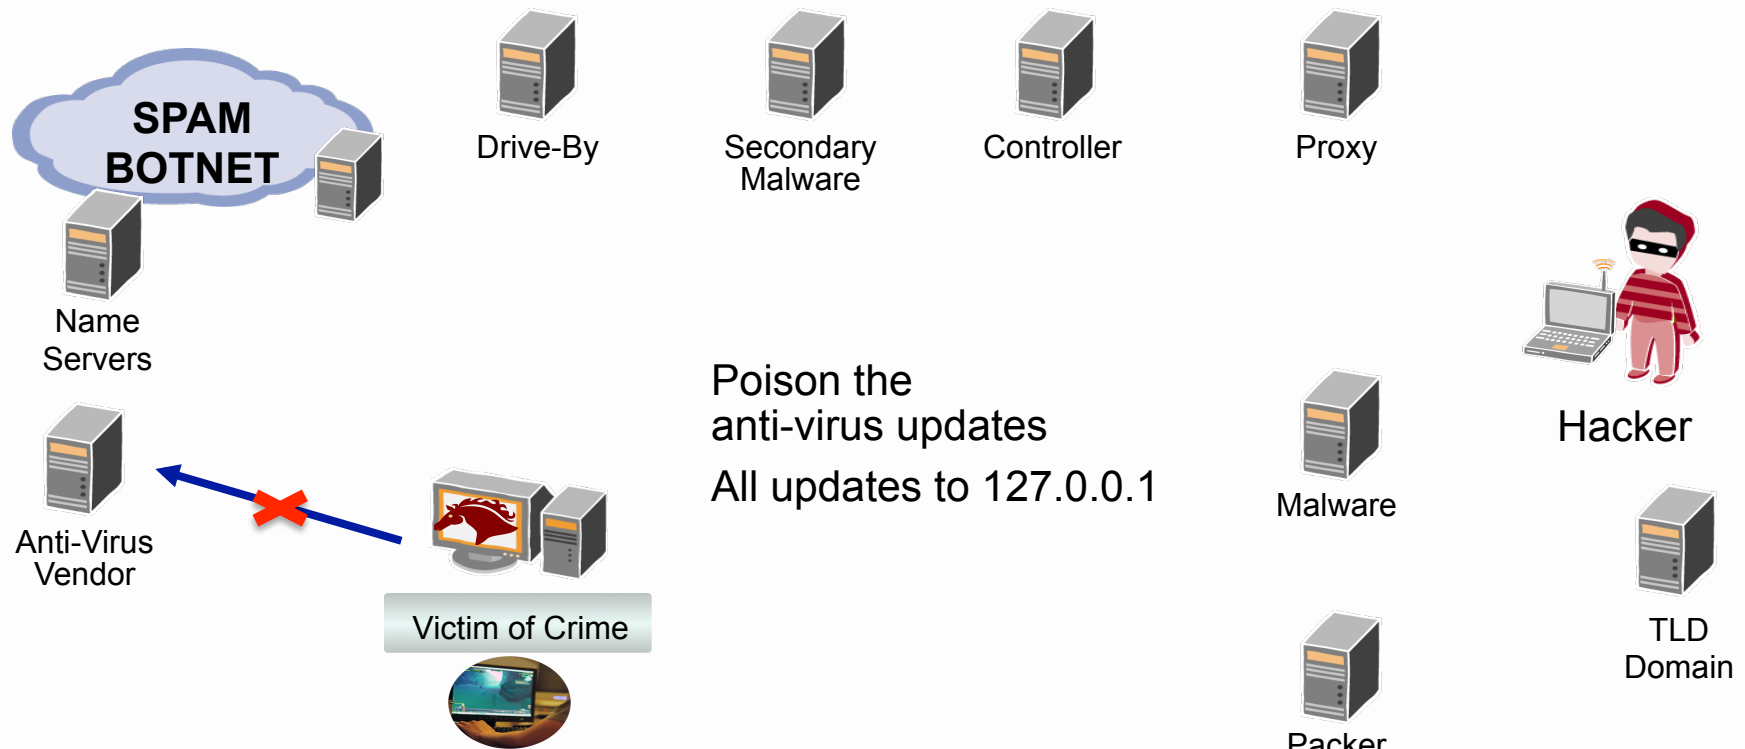 SPAM
BOTNET
Drive-By
Secondary
Malware
Controller
Proxy
Name
Servers
Poison the
anti-virus updates
All updates to 127.0.0.1
Hacker
Malware
Anti-Virus
Vendor
Victim of Crime
TLD
Domain
Packer